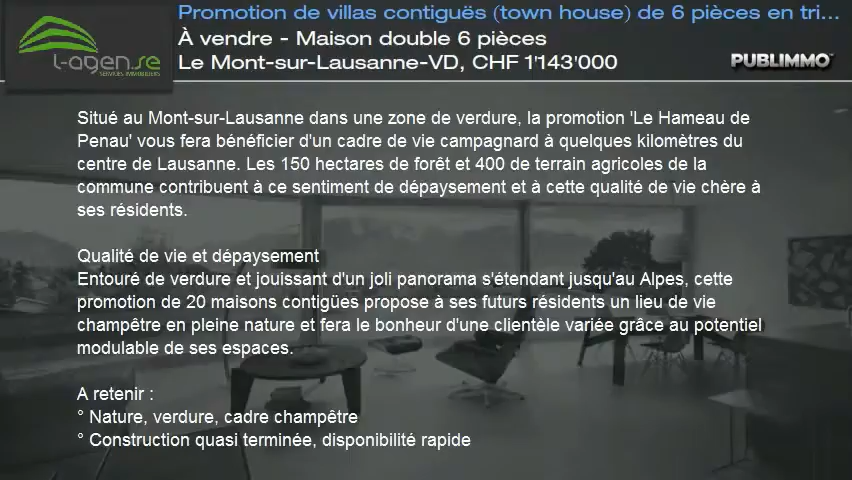 Promotion de villas contiguës (town house) de 6 pièces en tri...
l-agence
SERVICES IMMOBILIERS
À vendre - Maison double 6 pièces
Le Mont-sur-Lausanne-VD, CHF 1'143'000
PUBLIMMO
Situé au Mont-sur-Lausanne dans une zone de verdure, la promotion 'Le Hameau de
Penau' vous fera bénéficier d'un cadre de vie campagnard à quelques kilomètres du
centre de Lausanne. Les 150 hectares de forêt et 400 de terrain agricoles de la
commune contribuent à ce sentiment de dépaysement et à cette qualité de vie chère à
ses résidents.
Qualité de vie et dépaysement
Entouré de verdure et jouissant d'un joli panorama s'étendant jusqu'au Alpes, cette
promotion de 20 maisons contigües propose à ses futurs résidents un lieu de vie
champêtre en pleine nature et fera le bonheur d'une clientèle variée grâce au potentiel
modulable de ses espaces.
A retenir :
° Nature, verdure, cadre champêtre
° Construction quasi terminée, disponibilité rapide